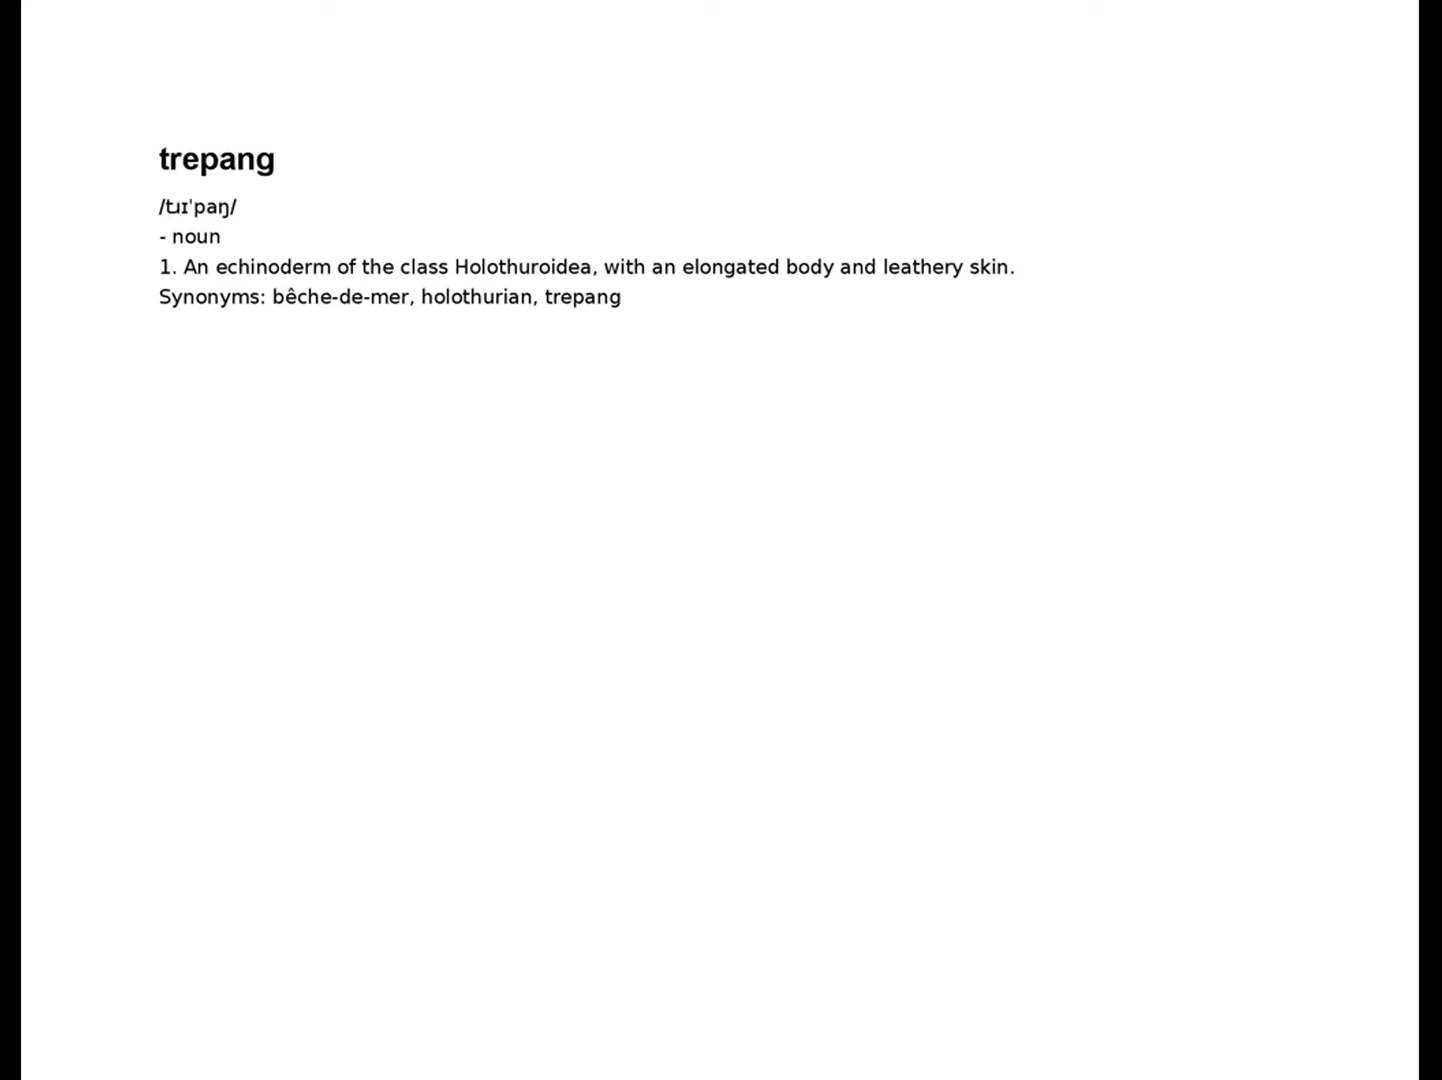 trepang
/tɹɪˈpaŋ/
- noun
1. An echinoderm of the class Holothuroidea, with an elongated body and leathery skin.
Synonyms: bêche-de-mer, holothurian, trepang